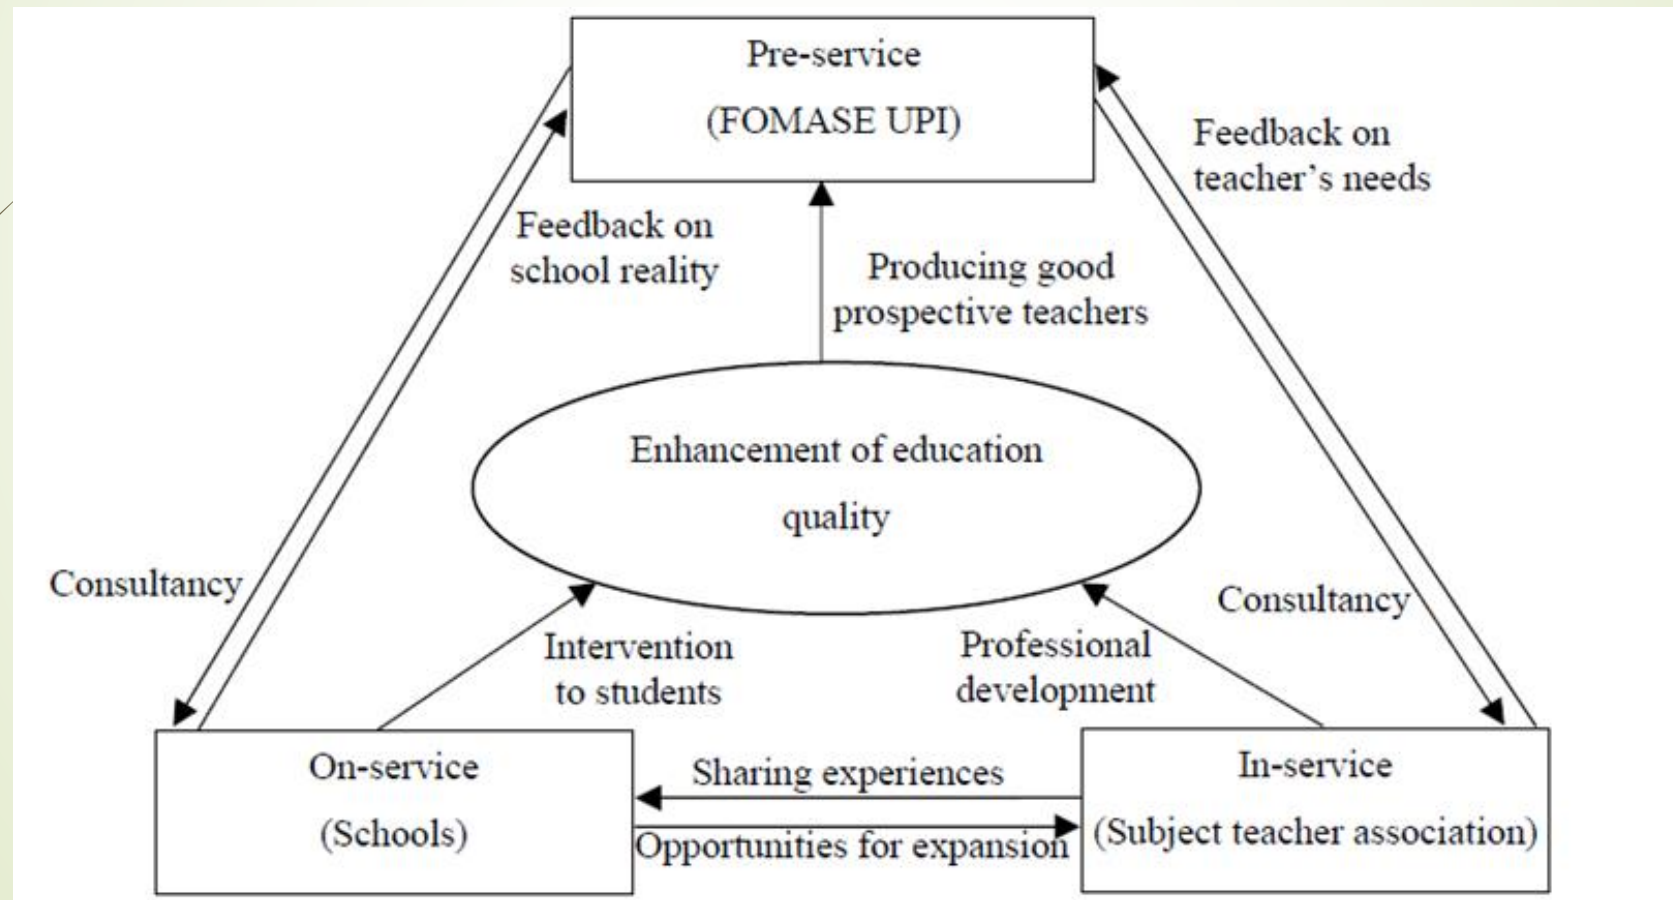 Pre-service
(FOMASE UPI)
Feedback on
teacher’s needs
Feedback on
school reality
Producing good
prospective teachers
Enhancement of education
quality
Consultancy
Consultancy
Intervention
to students
Professional
development
On-service
(Schools)
Sharing experiences
Opportunities for expansion
In-service
(Subject teacher association)